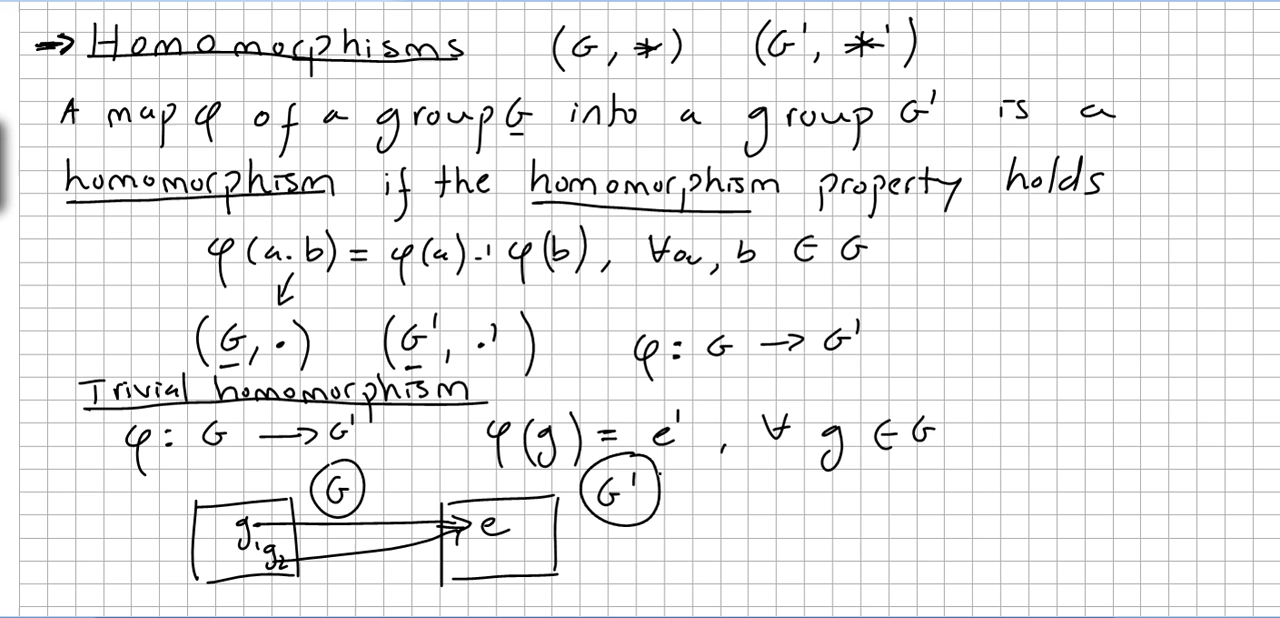 → Homomorphisms (G, *) (G', *')
A map φ of a group G into a group G' is a
homomorphism if the homomorphism property holds
φ(a.b) = φ(a) .' φ(b), ∀a, b ∈ G
(G, ·) (G', ·') φ: G → G'
Trivial homomorphism
φ: G → G' φ(g) = e', ∀ g ∈ G
G G'
g₁ e
g₂